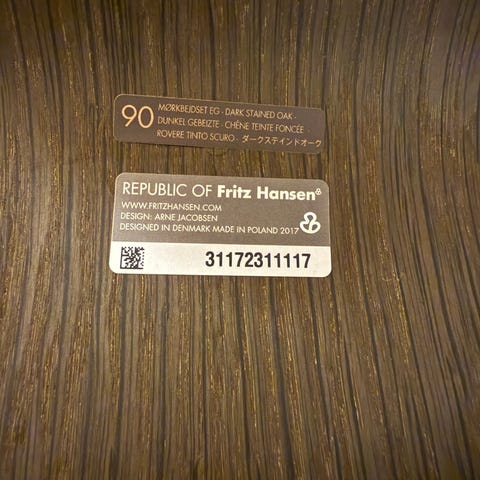 90
MØRKBEJDSET EG · DARK STAINED OAK ·
DUNKEL GEBEIZTE · CHÊNE TEINTE FONCÉE ·
ROVERE TINTO SCURO · ダークステインドオーク
REPUBLIC OF Fritz Hansen
WWW.FRITZHANSEN.COM
DESIGN: ARNE JACOBSEN
DESIGNED IN DENMARK MADE IN POLAND 2017
31172311117